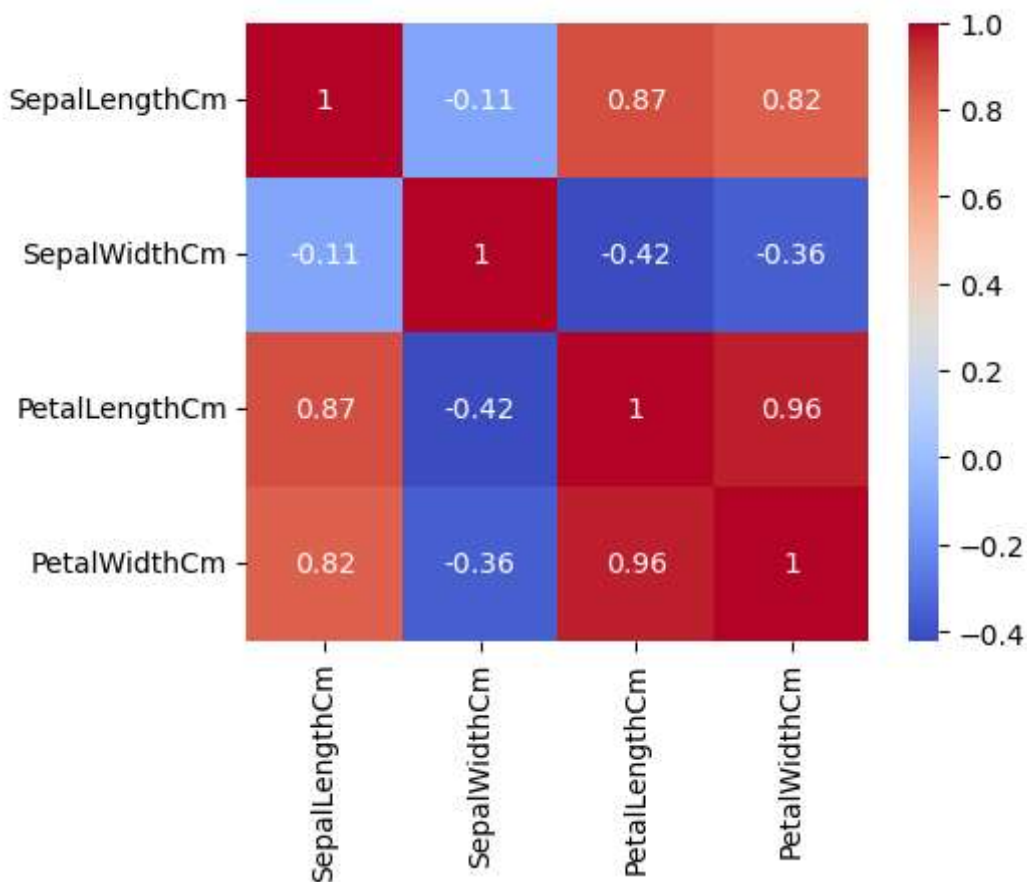 1.0
SepalLengthCm 1 -0.11 0.87 0.82
0.8
0.6
SepalWidthCm -0.11 1 -0.42 -0.36
0.4
0.2
PetalLengthCm 0.87 -0.42 1 0.96
0.0
PetalWidthCm 0.82 -0.36 0.96 1
−0.2
−0.4
SepalLengthCm
SepalWidthCm
PetalLengthCm
PetalWidthCm